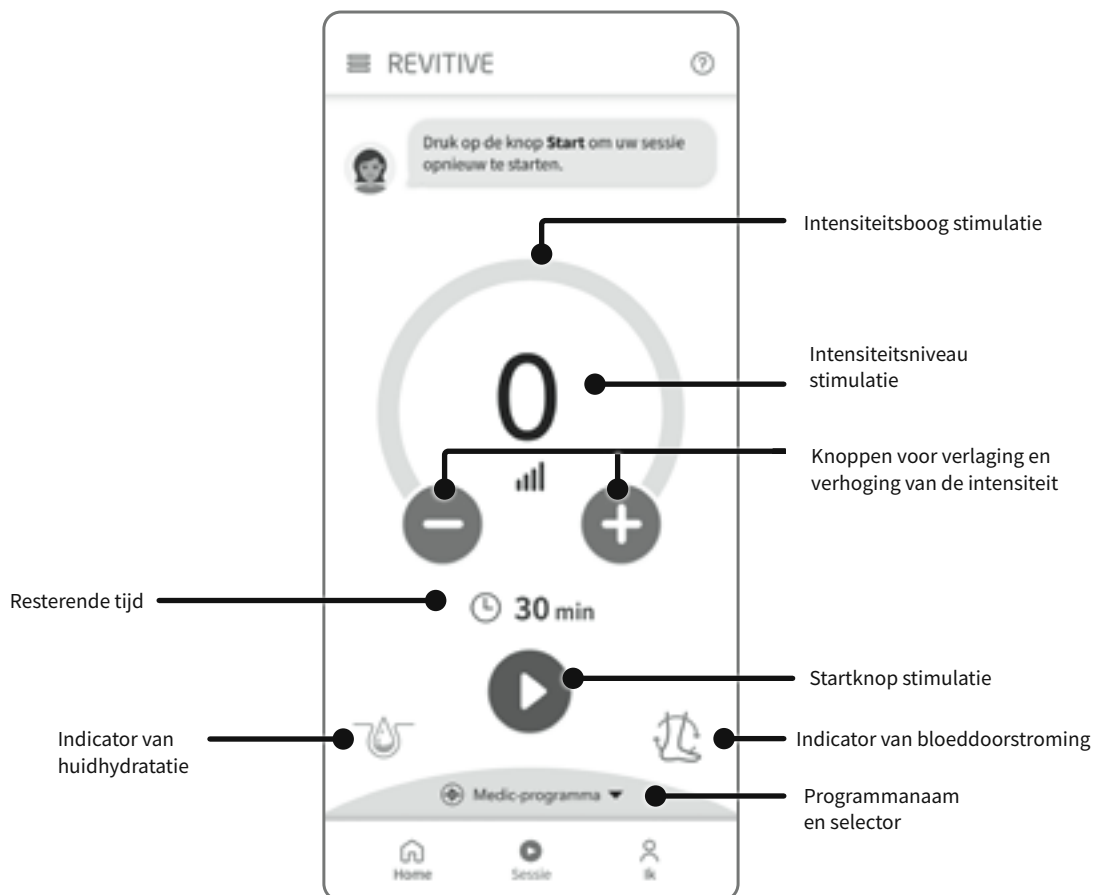 REVITIVE
?
Druk op de knop Start om uw sessie
opnieuw te starten.
Intensiteitsboog stimulatie
Intensiteitsniveau
stimulatie
0
Knoppen voor verlaging en
verhoging van de intensiteit
Resterende tijd
30 min
Startknop stimulatie
Indicator van
huidhydratatie
Indicator van bloeddoorstroming
Medic-programma
Programmanaam
en selector
Home
Sessie
Ik